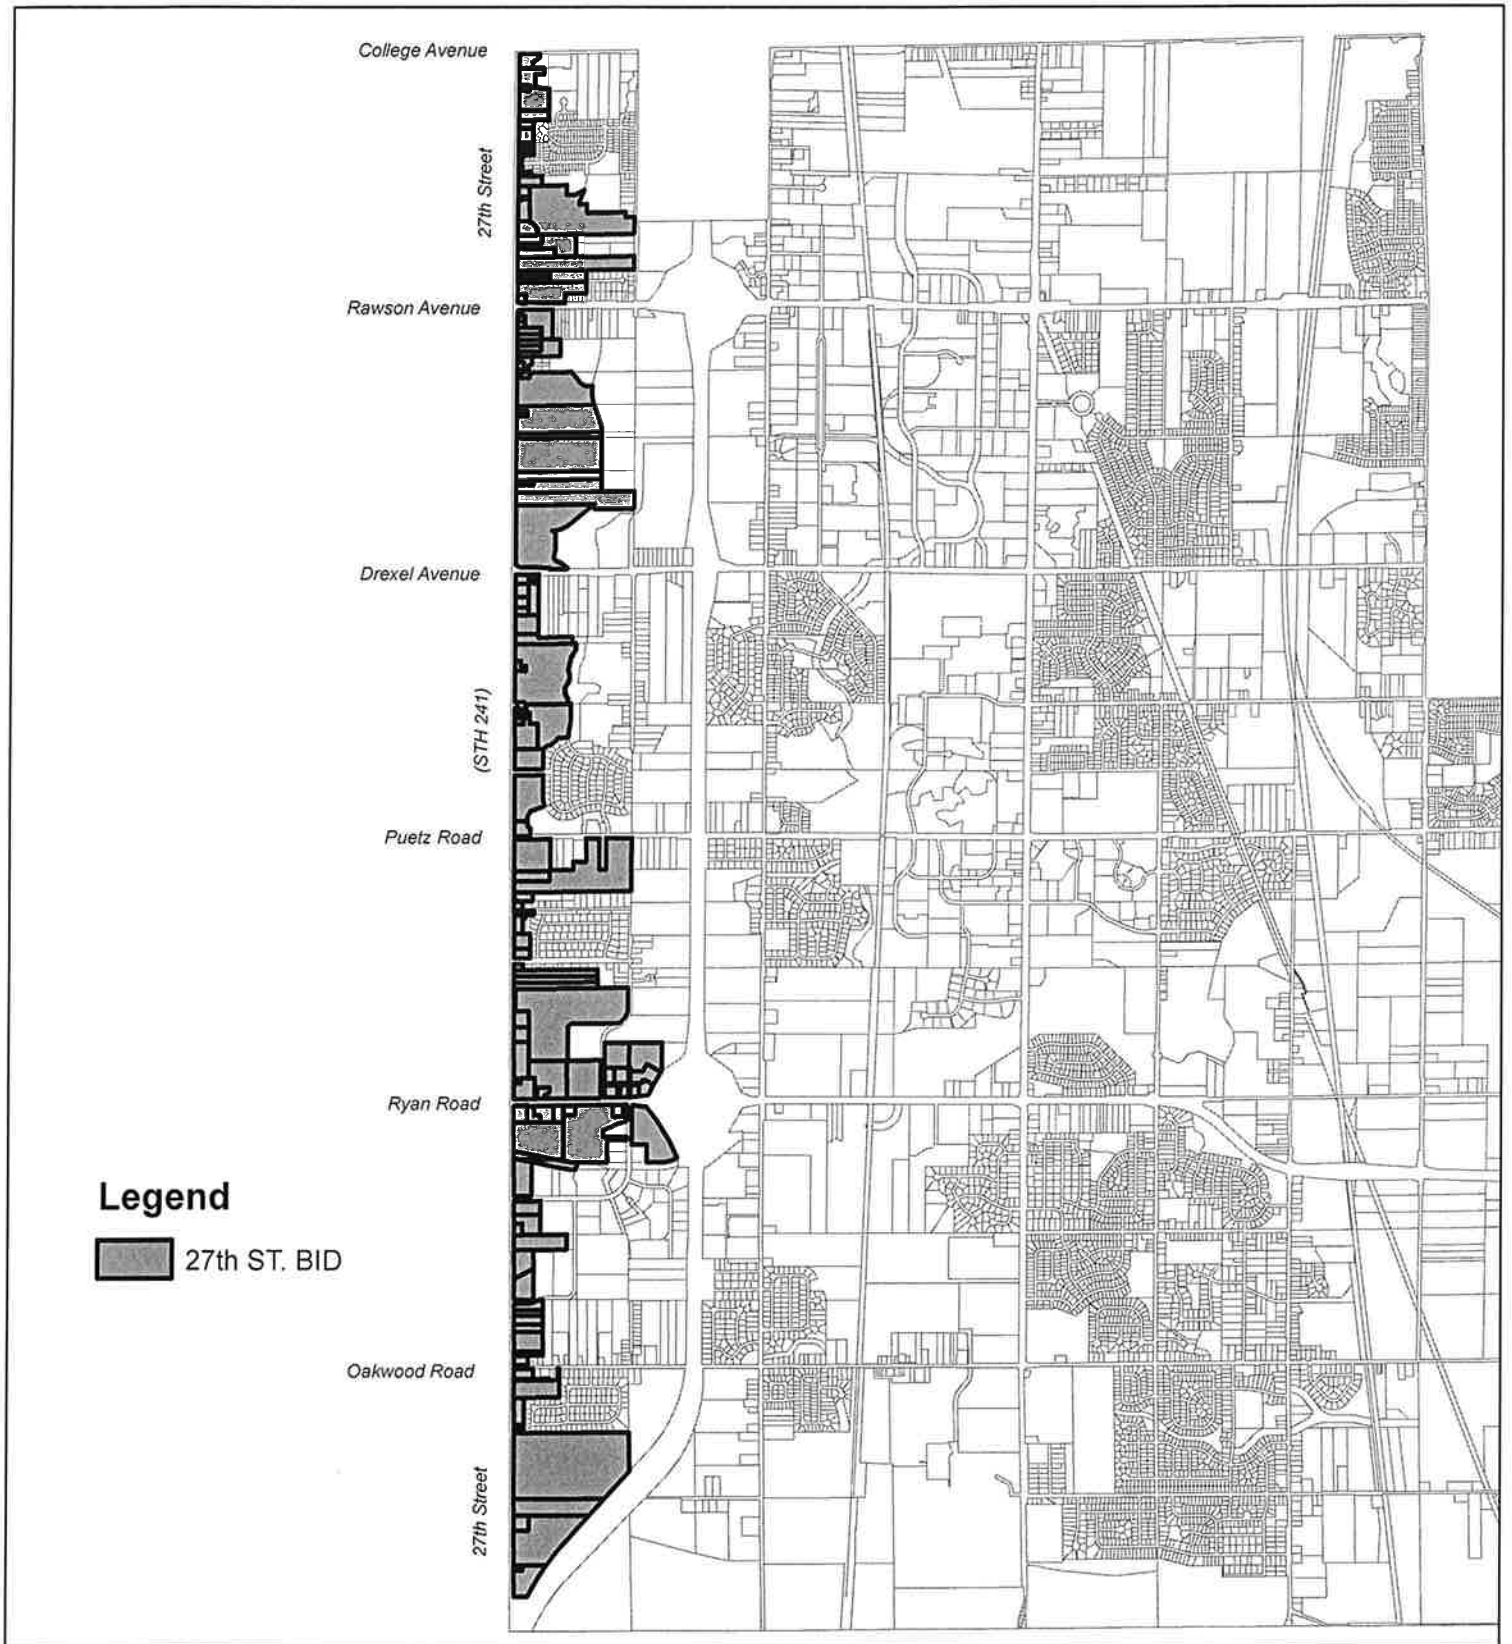 College Avenue
27th Street
Rawson Avenue
Drexel Avenue
(STH 241)
Puetz Road
Ryan Road
Legend
27th ST. BID
Oakwood Road
27th Street